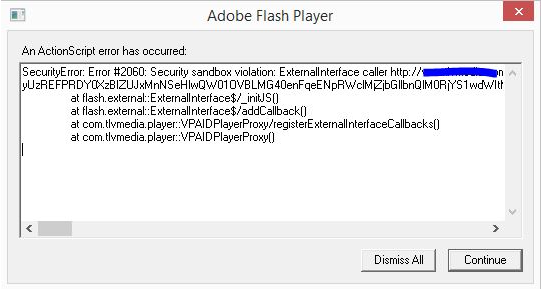 Adobe Flash Player
An ActionScript error has occurred:
SecurityError: Error #2060: Security sandbox violation: ExternalInterface caller http://
at flash.external::ExternalInterface$/_initJS()
at flash.external::ExternalInterface$/addCallback()
at com.tlvmedia.player::VPAIDPlayerProxy/registerExternalInterfaceCallbacks()
at com.tlvmedia.player::VPAIDPlayerProxy()
Dismiss All
Continue